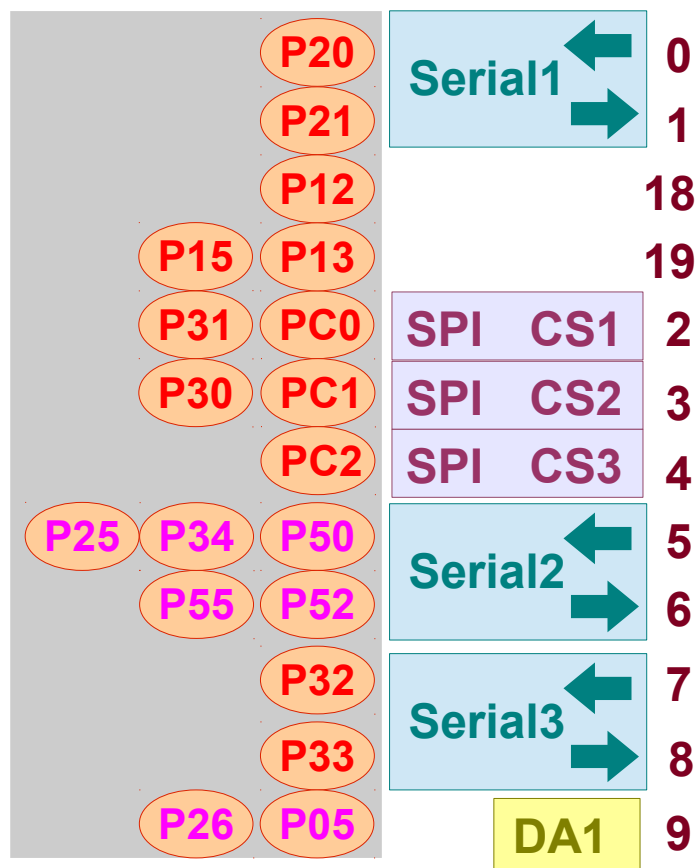 P20 Serial1 0
P21 1
P12 18
P15 P13 19
P31 PC0 SPI CS1 2
P30 PC1 SPI CS2 3
PC2 SPI CS3 4
P25 P34 P50 Serial2 5
P55 P52 6
P32 Serial3 7
P33 8
P26 P05 DA1 9